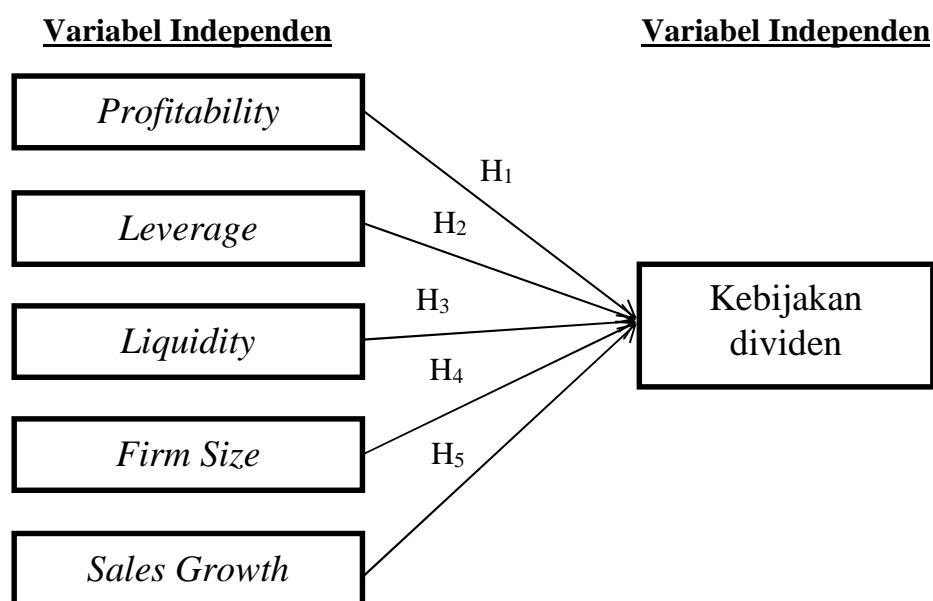 Variabel Independen
Variabel Independen
Profitability
H₁
Leverage
H₂
Kebijakan
dividen
H₃
Liquidity
H₄
Firm Size
H₅
Sales Growth